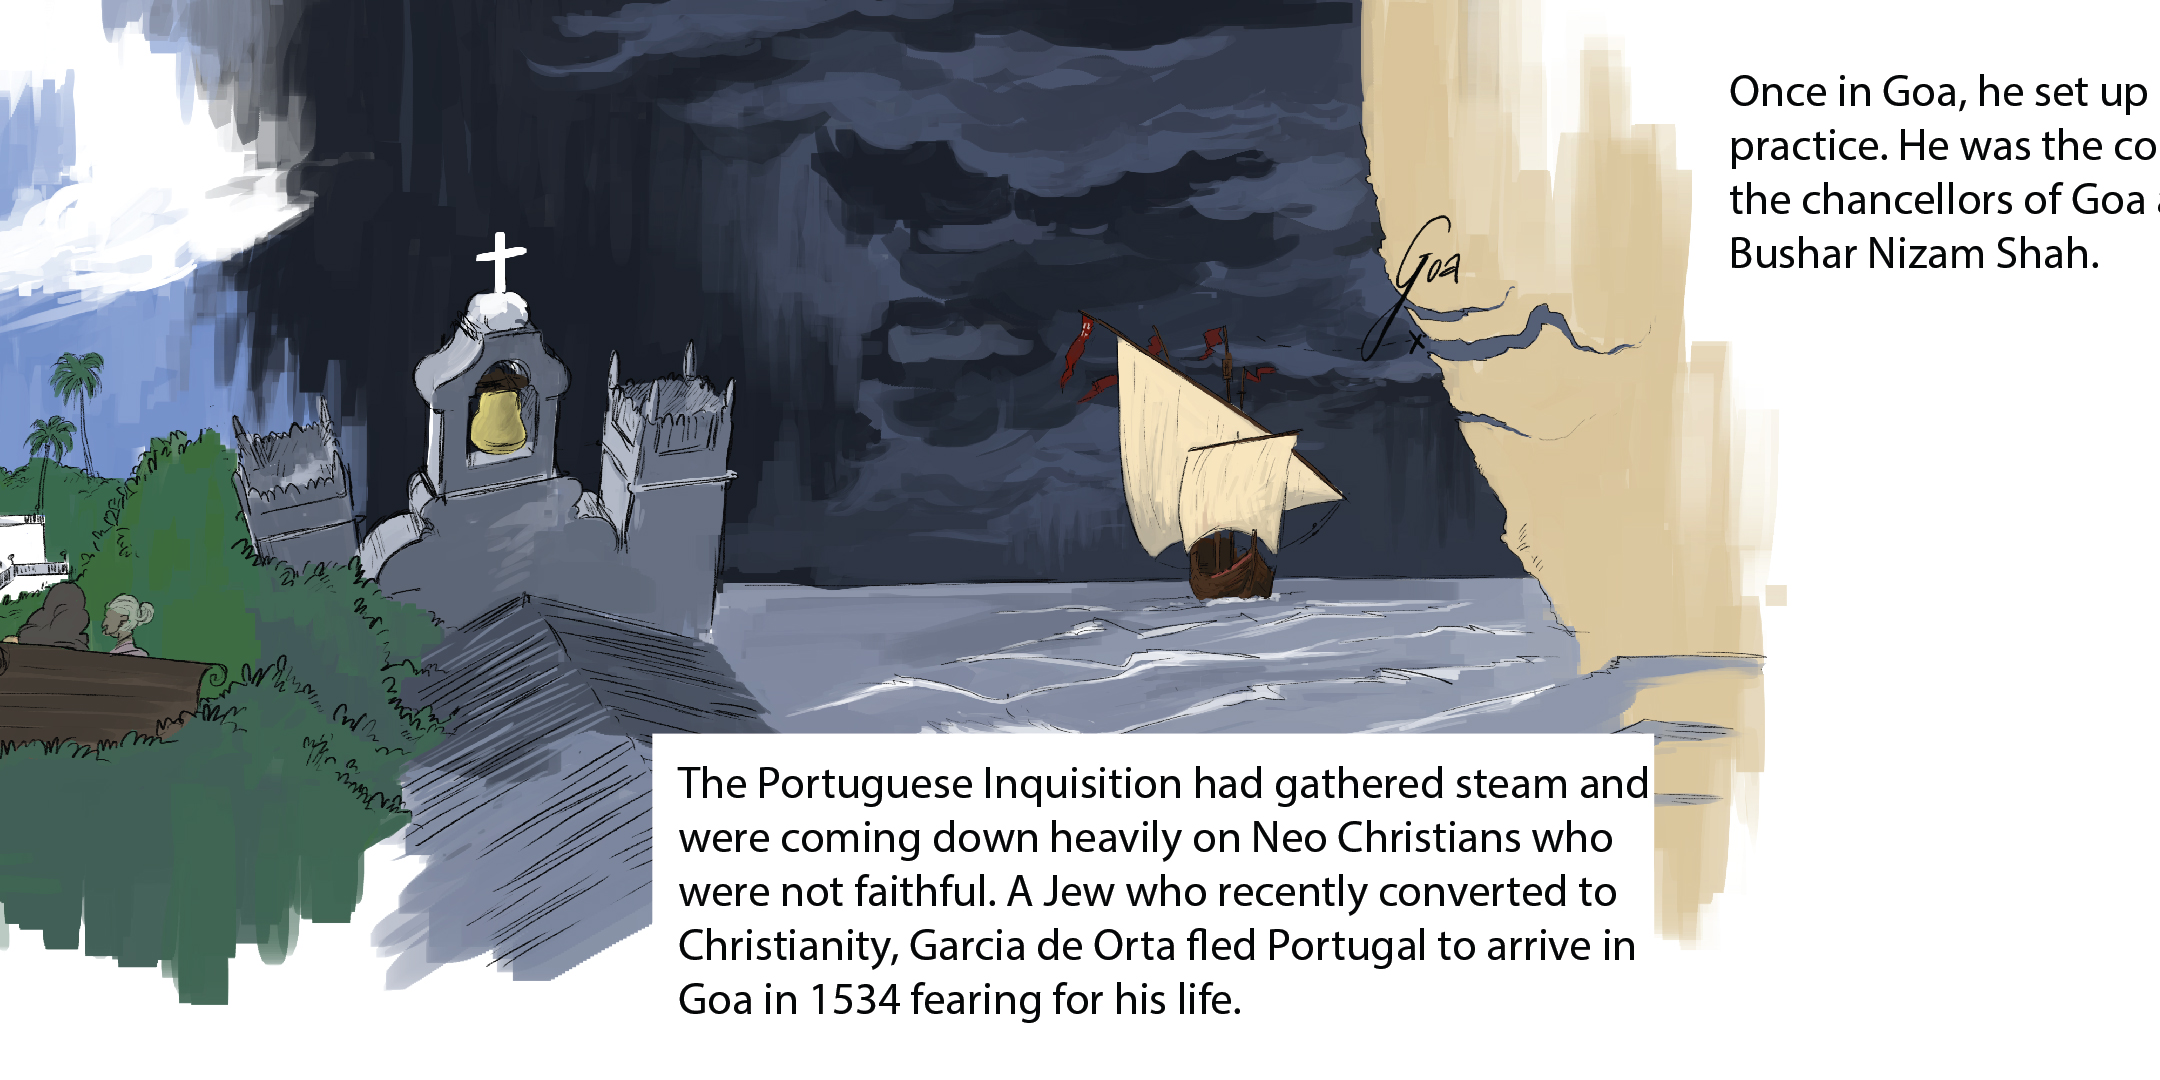 Once in Goa, he set up
practice. He was the co
the chancellors of Goa a
Bushar Nizam Shah.
Goa
x
The Portuguese Inquisition had gathered steam and
were coming down heavily on Neo Christians who
were not faithful. A Jew who recently converted to
Christianity, Garcia de Orta fled Portugal to arrive in
Goa in 1534 fearing for his life.